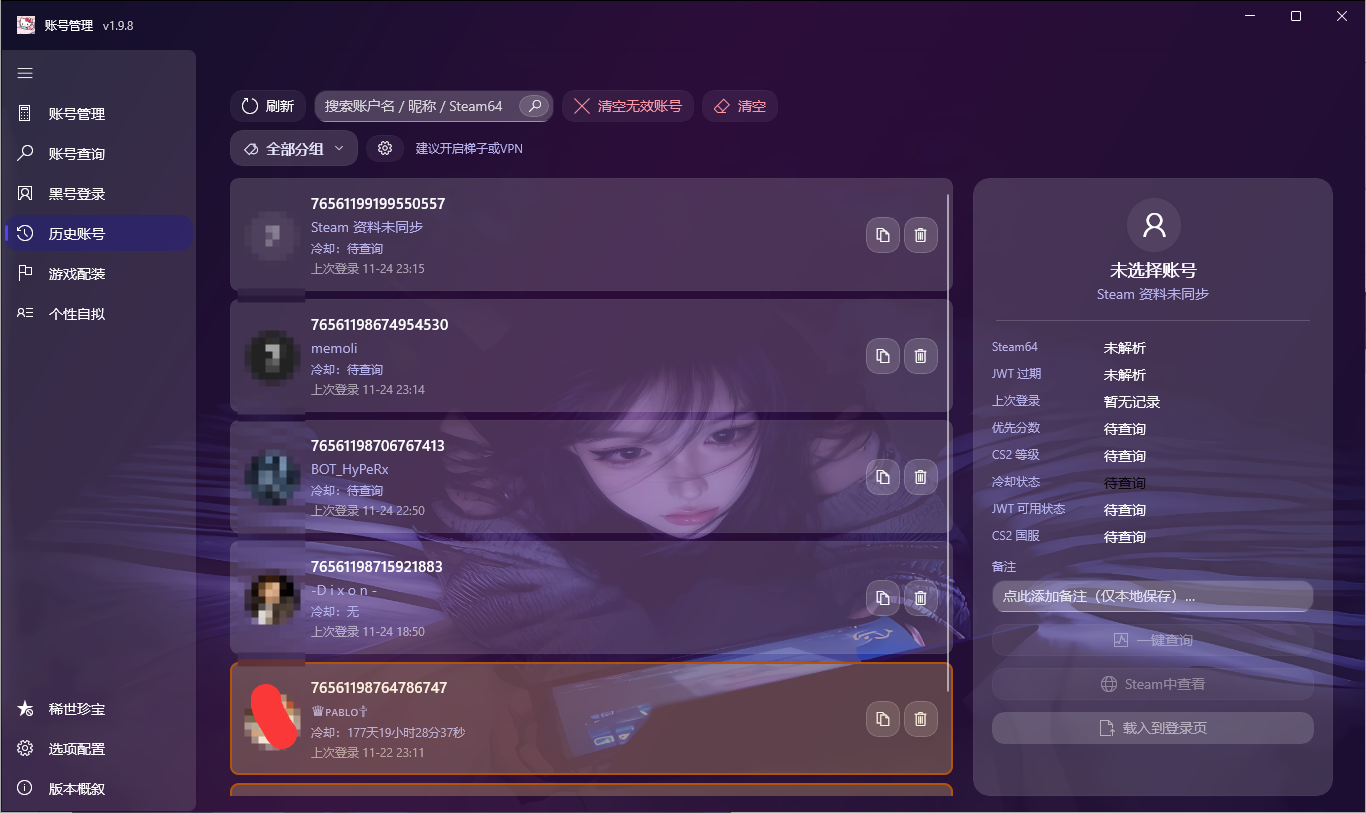 账号管理 v1.9.8
账号管理
账号查询
黑号登录
历史账号
游戏配装
个性自拟
稀世珍宝
选项配置
版本概叙
刷新
搜索账户名 / 昵称 / Steam64
清空无效账号
清空
全部分组
建议开启梯子或VPN
76561199199550557
Steam 资料未同步
冷却：待查询
上次登录 11-24 23:15
76561198674954530
memoli
冷却：待查询
上次登录 11-24 23:14
76561198706767413
BOT_HyPeRx
冷却：待查询
上次登录 11-24 22:50
76561198715921883
-D i x o n -
冷却：无
上次登录 11-24 18:50
76561198764786747
♕ᴘᴀʙʟᴏ†
冷却：177天19小时28分37秒
上次登录 11-22 23:11
未选择账号
Steam 资料未同步
Steam64 未解析
JWT 过期 未解析
上次登录 暂无记录
优先分数 待查询
CS2 等级 待查询
冷却状态 待查询
JWT 可用状态 待查询
CS2 国服 待查询
备注
点此添加备注（仅本地保存）...
一键查询
Steam中查看
载入到登录页